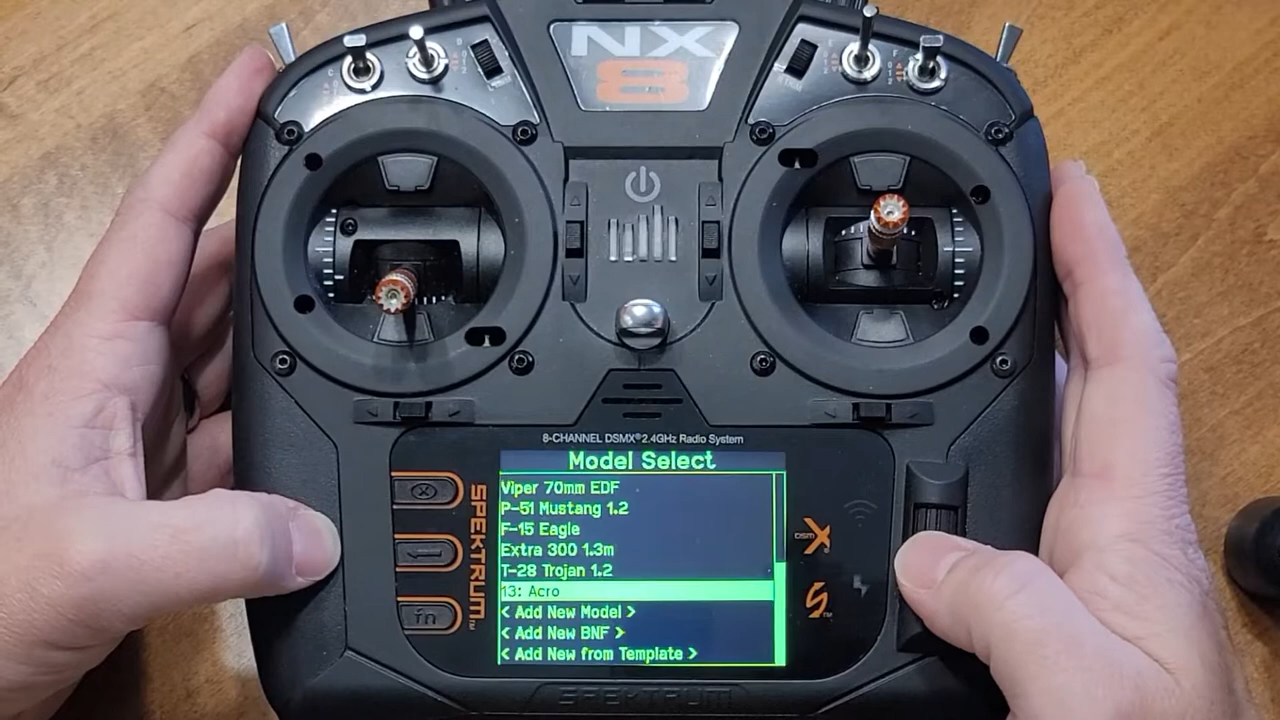 NX
8
8-CHANNEL DSMX® 2.4GHz Radio System
Model Select
Viper 70mm EDF
P-51 Mustang 1.2
F-15 Eagle
Extra 300 1.3m
T-28 Trojan 1.2
13: Acro
< Add New Model >
< Add New BNF >
< Add New from Template >
fn
SPEKTRUM™
DSMX
SPEKTRUM